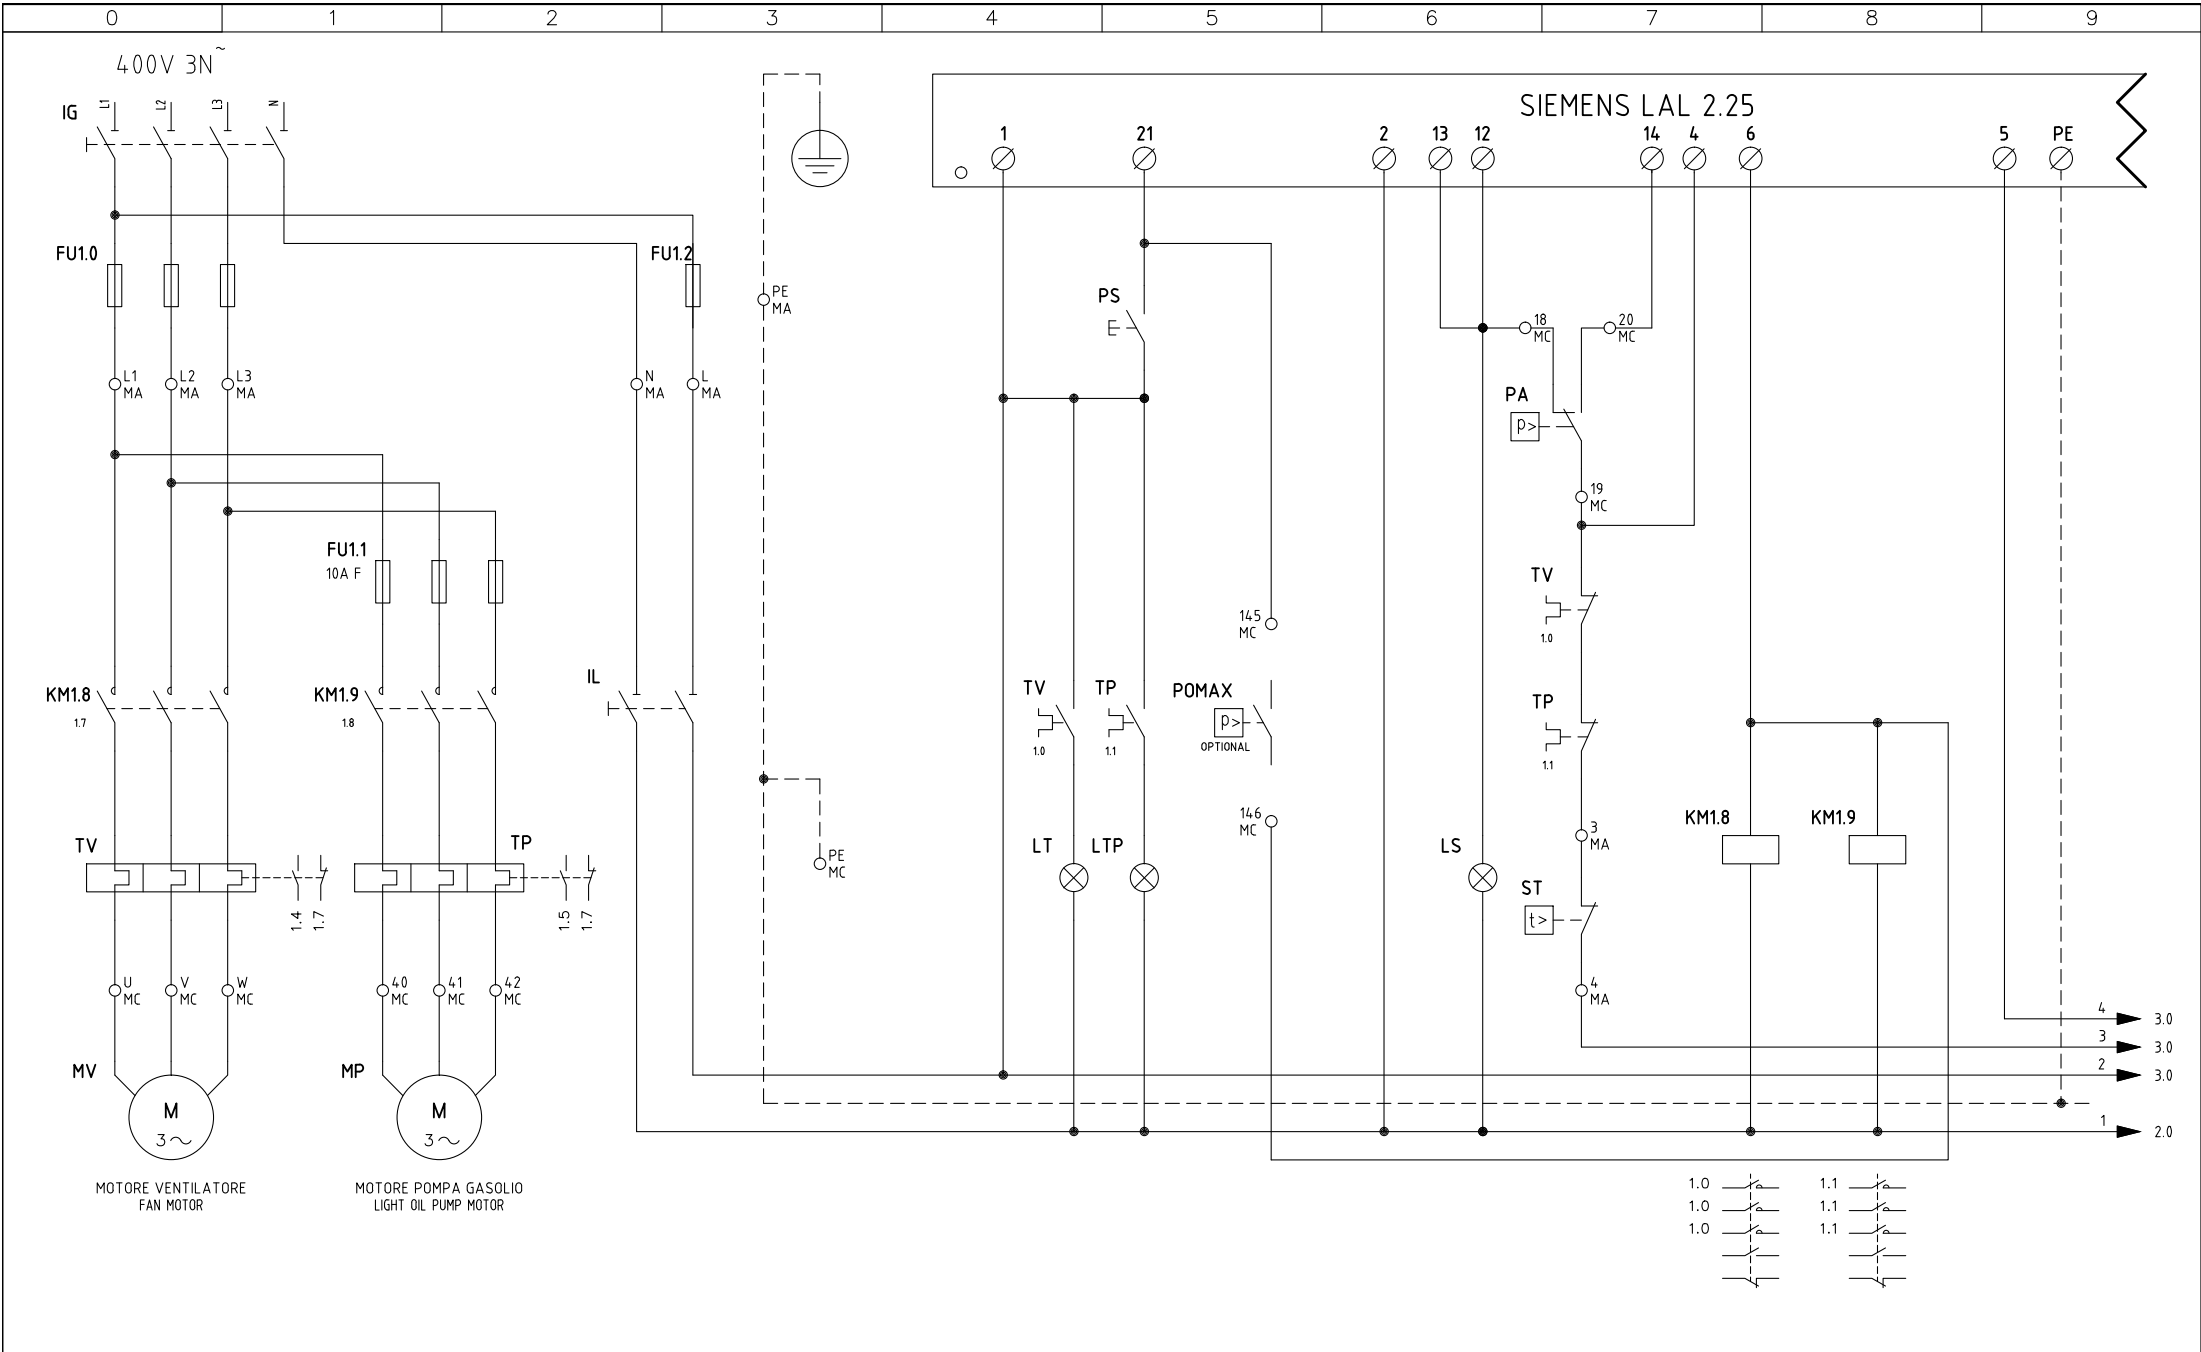 0 1 2 3 4 5 6 7 8 9
400V 3N~
IG
L1 L2 L3 N
SIEMENS LAL 2.25
1 21 2 13 12 14 4 6 5 PE
FU1.0
FU1.2
PE
MA
PS
18
MC
20
MC
L1
MA
L2
MA
L3
MA
N
MA
L
MA
PA
p>
19
MC
FU1.1
10A F
TV
1.0
145
MC
KM1.8
1.7
KM1.9
1.8
IL
TV
1.0
TP
1.1
POMAX
p>
OPTIONAL
TP
1.1
146
MC
KM1.8
KM1.9
TV
TP
1.4
1.7
1.5
1.7
PE
MC
LT
LTP
LS
3
MA
ST
t>
U
MC
V
MC
W
MC
40
MC
41
MC
42
MC
4
MA
4 3.0
3 3.0
2 3.0
1 2.0
MV
M
3~
MP
M
3~
MOTORE VENTILATORE
FAN MOTOR
MOTORE POMPA GASOLIO
LIGHT OIL PUMP MOTOR
1.0 1.1
1.0 1.1
1.0 1.1